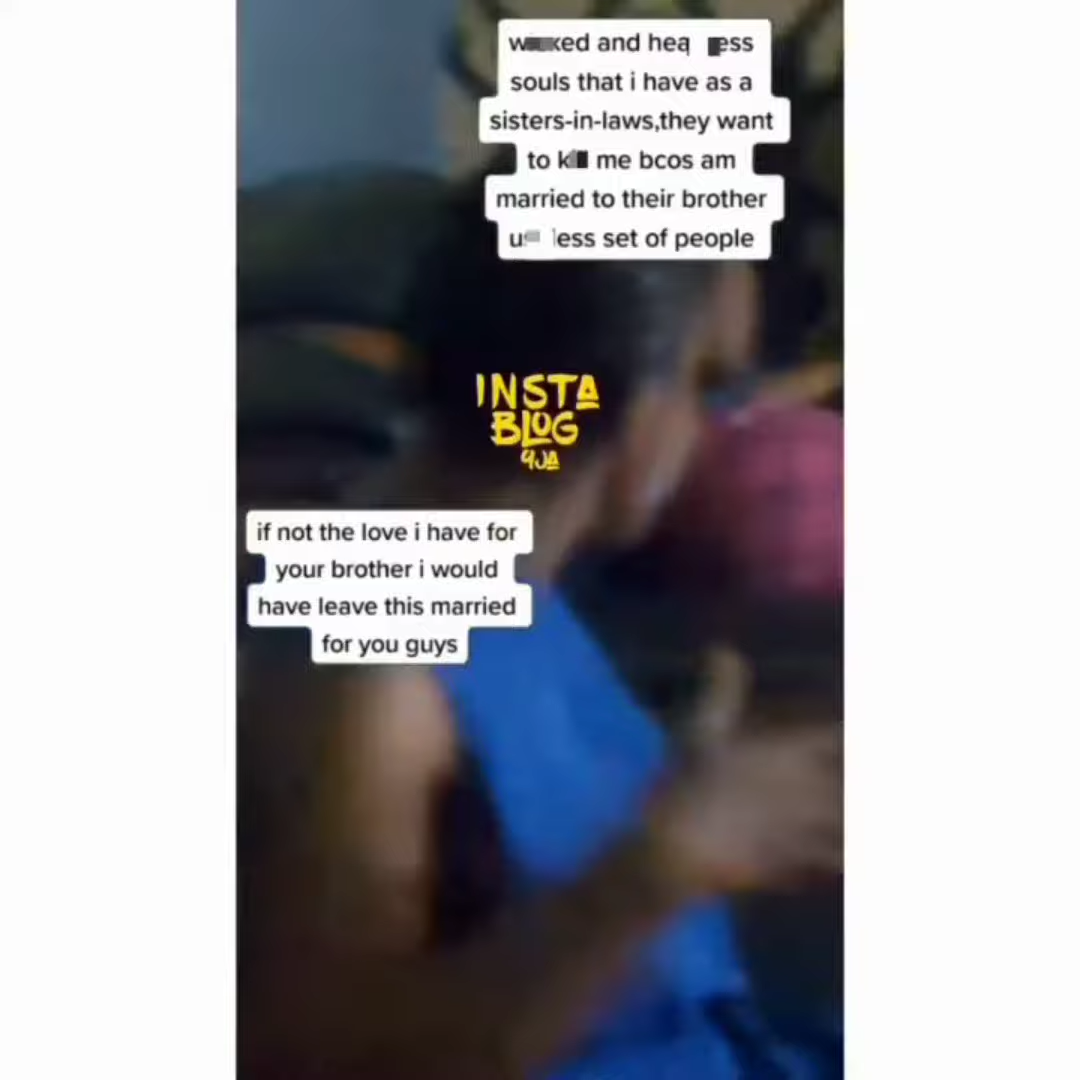 and
souls that i have as a
sisters-in-laws,they want
to me bcos am
married to their brother
set of people
INSTA
BLOG
9JA
if not the love i have for
your brother i would
have leave this married
for you guys